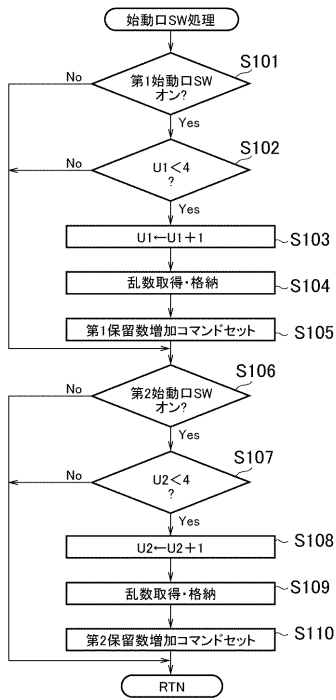 始動口SW処理
S101
No
第1始動口SW
オン?
Yes
S102
No
U1<4
?
Yes
U1←U1+1
S103
乱数取得・格納
S104
第1保留数増加コマンドセット
S105
S106
No
第2始動口SW
オン?
Yes
S107
No
U2<4
?
Yes
U2←U2+1
S108
乱数取得・格納
S109
第2保留数増加コマンドセット
S110
RTN